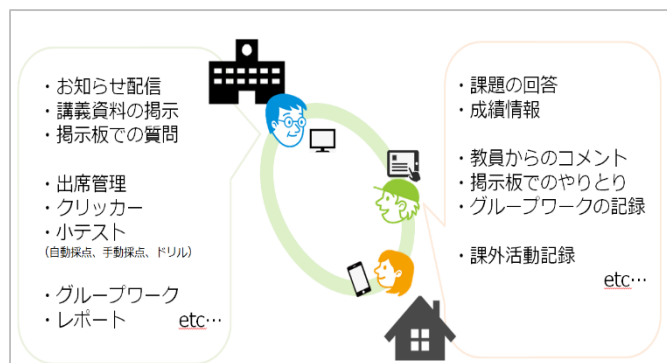 ・お知らせ配信
・講義資料の掲示
・掲示板での質問
・出席管理
・クリッカー
・小テスト
(自動採点、手動採点、ドリル)
・グループワーク
・レポート etc…
・課題の回答
・成績情報
・教員からのコメント
・掲示板でのやりとり
・グループワークの記録
・課外活動記録
etc…